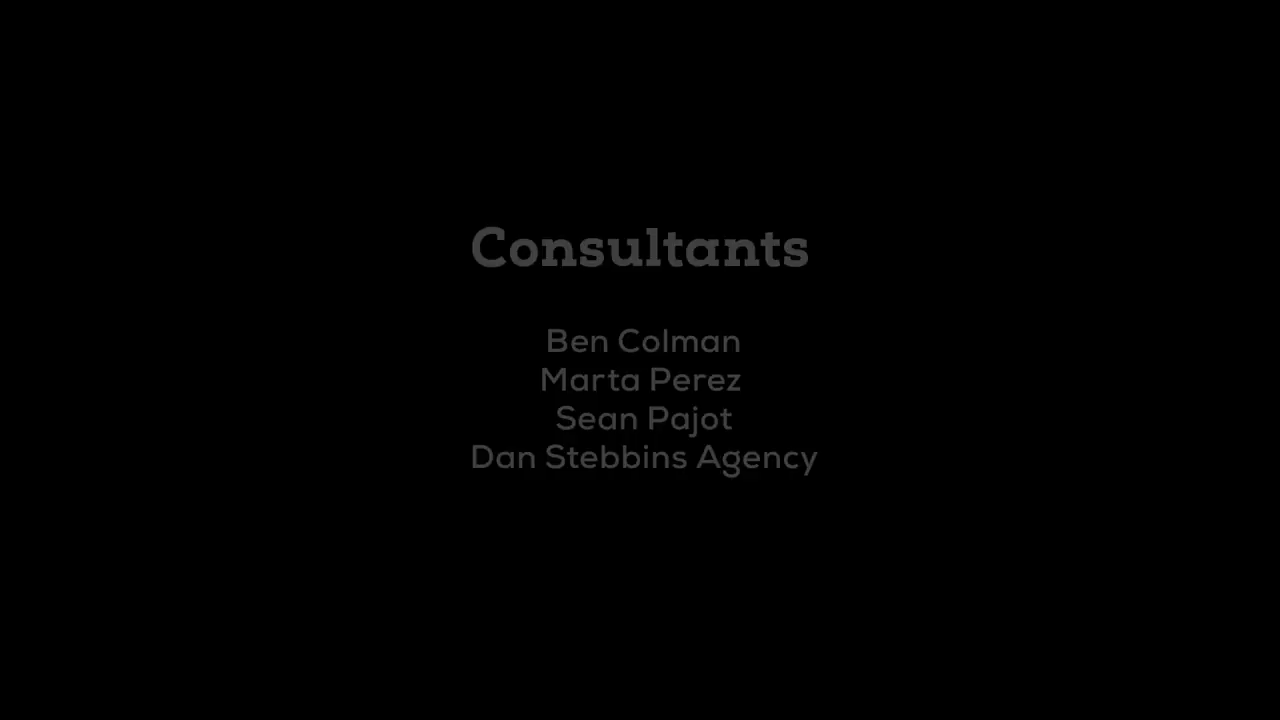 Consultants
Ben Colman
Marta Perez
Sean Pajot
Dan Stebbins Agency